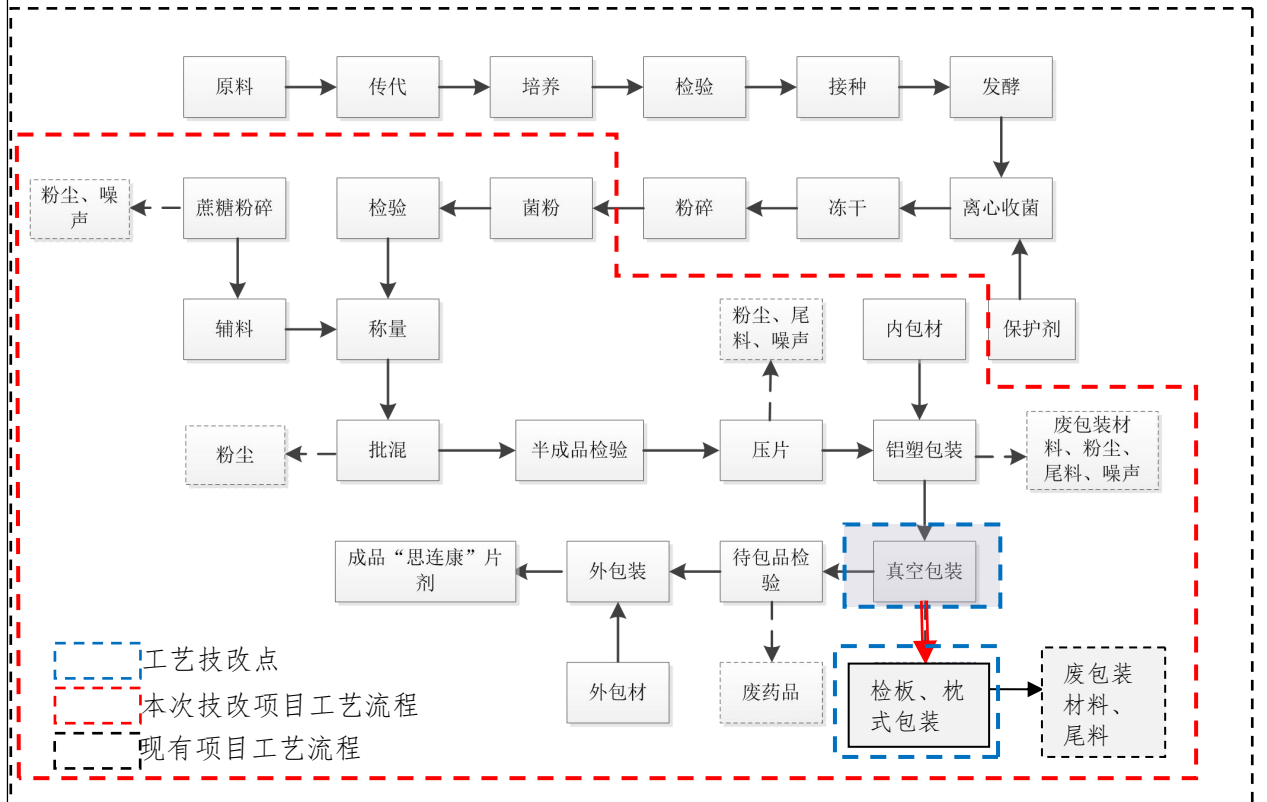 原料
传代
培养
检验
接种
发酵
粉尘、噪
声
蔗糖粉碎
检验
菌粉
粉碎
冻干
离心收菌
辅料
称量
粉尘、尾
料、噪声
内包材
保护剂
粉尘
批混
半成品检验
压片
铝塑包装
废包装材
料、粉尘、
尾料、噪声
成品“思连康”片
剂
外包装
待包品检
验
真空包装
工艺技改点
本次技改项目工艺流程
现有项目工艺流程
外包材
废药品
检板、枕
式包装
废包装
材料、
尾料